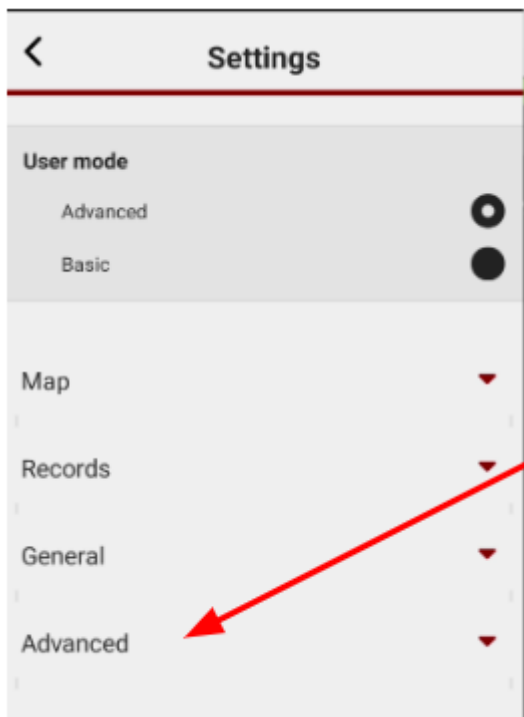 Settings
User mode
Advanced
Basic
Map
Records
General
Advanced